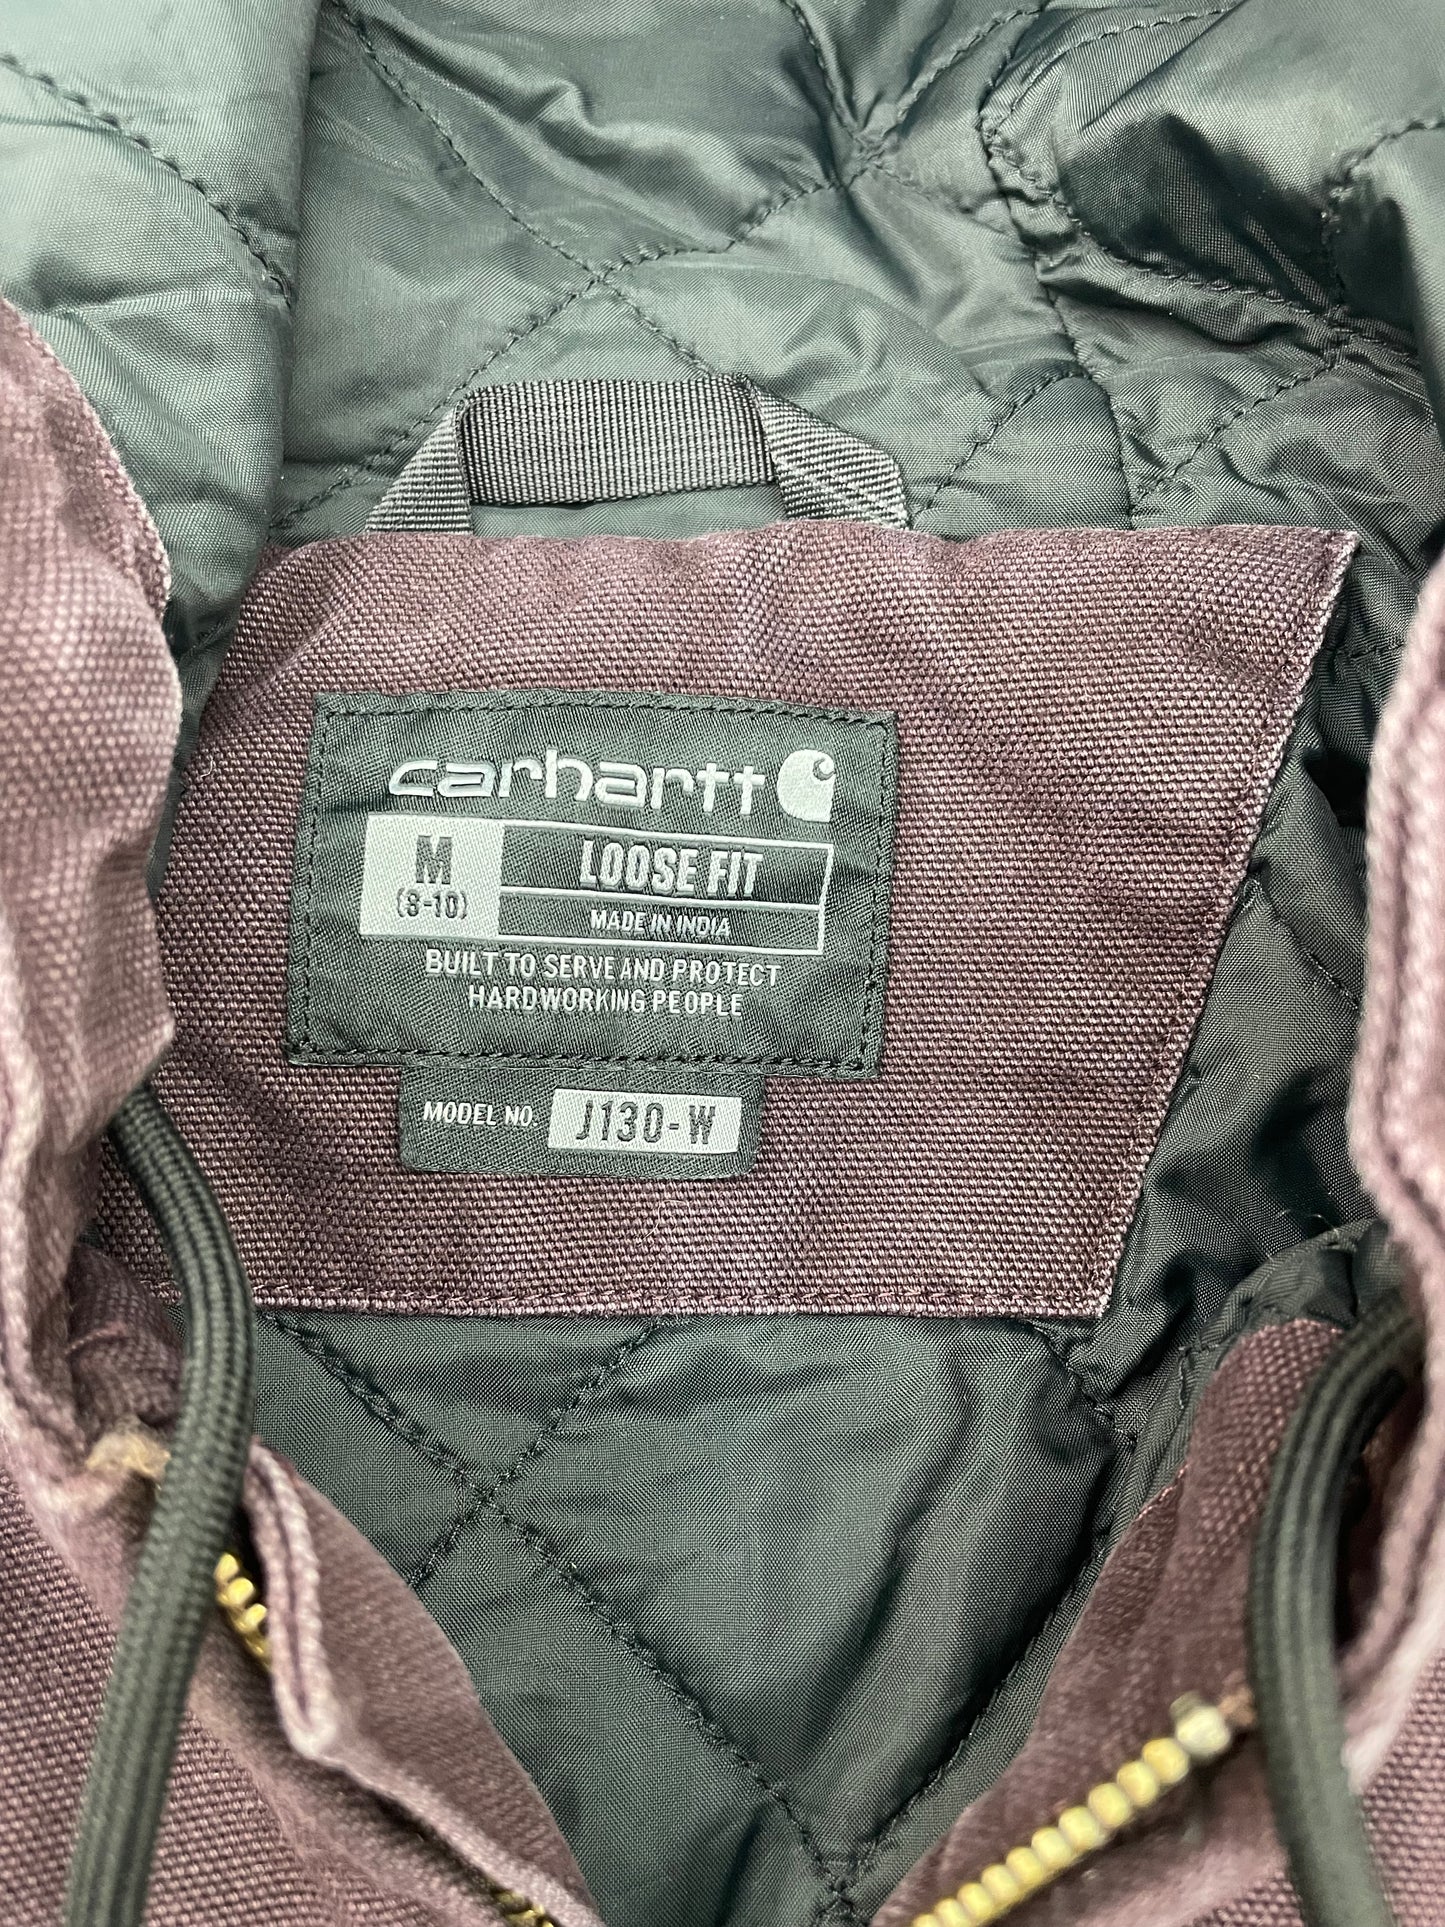 carhartt
M
(8-10)
LOOSE FIT
MADE IN INDIA
BUILT TO SERVE AND PROTECT
HARDWORKING PEOPLE
MODEL NO. J130-W